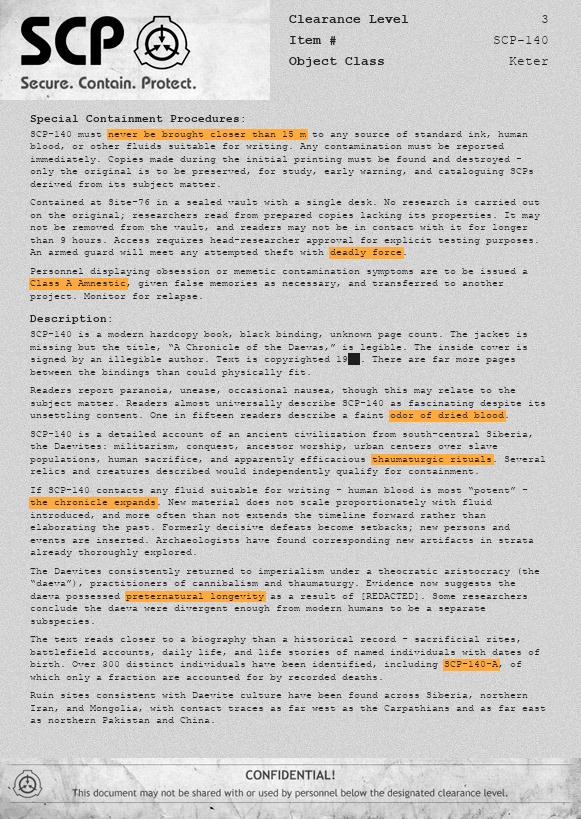 SCP
Secure. Contain. Protect.
Clearance Level 3
Item # SCP-140
Object Class Keter
Special Containment Procedures:
SCP-140 must never be brought closer than 15 m to any source of standard ink, human
blood, or other fluids suitable for writing. Any contamination must be reported
immediately. Copies made during the initial printing must be found and destroyed –
only the original is to be preserved, for study, early warning, and cataloguing SCPs
derived from its subject matter.
Contained at Site-76 in a sealed vault with a single desk. No research is carried out
on the original; researchers read from prepared copies lacking its properties. It may
not be removed from the vault, and readers may not be in contact with it for longer
than 9 hours. Access requires head-researcher approval for explicit testing purposes.
An armed guard will meet any attempted theft with deadly force.
Personnel displaying obsession or memetic contamination symptoms are to be issued a
Class A Amnestic, given false memories as necessary, and transferred to another
project. Monitor for relapse.
Description:
SCP-140 is a modern hardcopy book, black binding, unknown page count. The jacket is
missing but the title, “A Chronicle of the Daevas,” is legible. The inside cover is
signed by an illegible author. Text is copyrighted 19██. There are far more pages
between the bindings than could physically fit.
Readers report paranoia, unease, occasional nausea, though this may relate to the
subject matter. Readers almost universally describe SCP-140 as fascinating despite its
unsettling content. One in fifteen readers describe a faint odor of dried blood.
SCP-140 is a detailed account of an ancient civilization from south-central Siberia,
the Daevites: militarism, conquest, ancestor worship, urban centers over slave
populations, human sacrifice, and apparently efficacious thaumaturgic rituals. Several
relics and creatures described would independently qualify for containment.
If SCP-140 contacts any fluid suitable for writing – human blood is most “potent” –
the chronicle expands. New material does not scale proportionately with fluid
introduced, and more often than not extends the timeline forward rather than
elaborating the past. Formerly decisive defeats become setbacks; new persons and
events are inserted. Archaeologists have found corresponding new artifacts in strata
already thoroughly explored.
The Daevites consistently returned to imperialism under a theocratic aristocracy (the
“daeva”), practitioners of cannibalism and thaumaturgy. Evidence now suggests the
daeva possessed preternatural longevity as a result of [REDACTED]. Some researchers
conclude the daeva were divergent enough from modern humans to be a separate
subspecies.
The text reads closer to a biography than a historical record – sacrificial rites,
battlefield accounts, daily life, and life stories of named individuals with dates of
birth. Over 300 distinct individuals have been identified, including SCP-140-A, of
which only a fraction are accounted for by recorded deaths.
Ruin sites consistent with Daevite culture have been found across Siberia, northern
Iran, and Mongolia, with contact traces as far west as the Carpathians and as far east
as northern Pakistan and China.
CONFIDENTIAL!
This document may not be shared with or used by personnel below the designated clearance level.